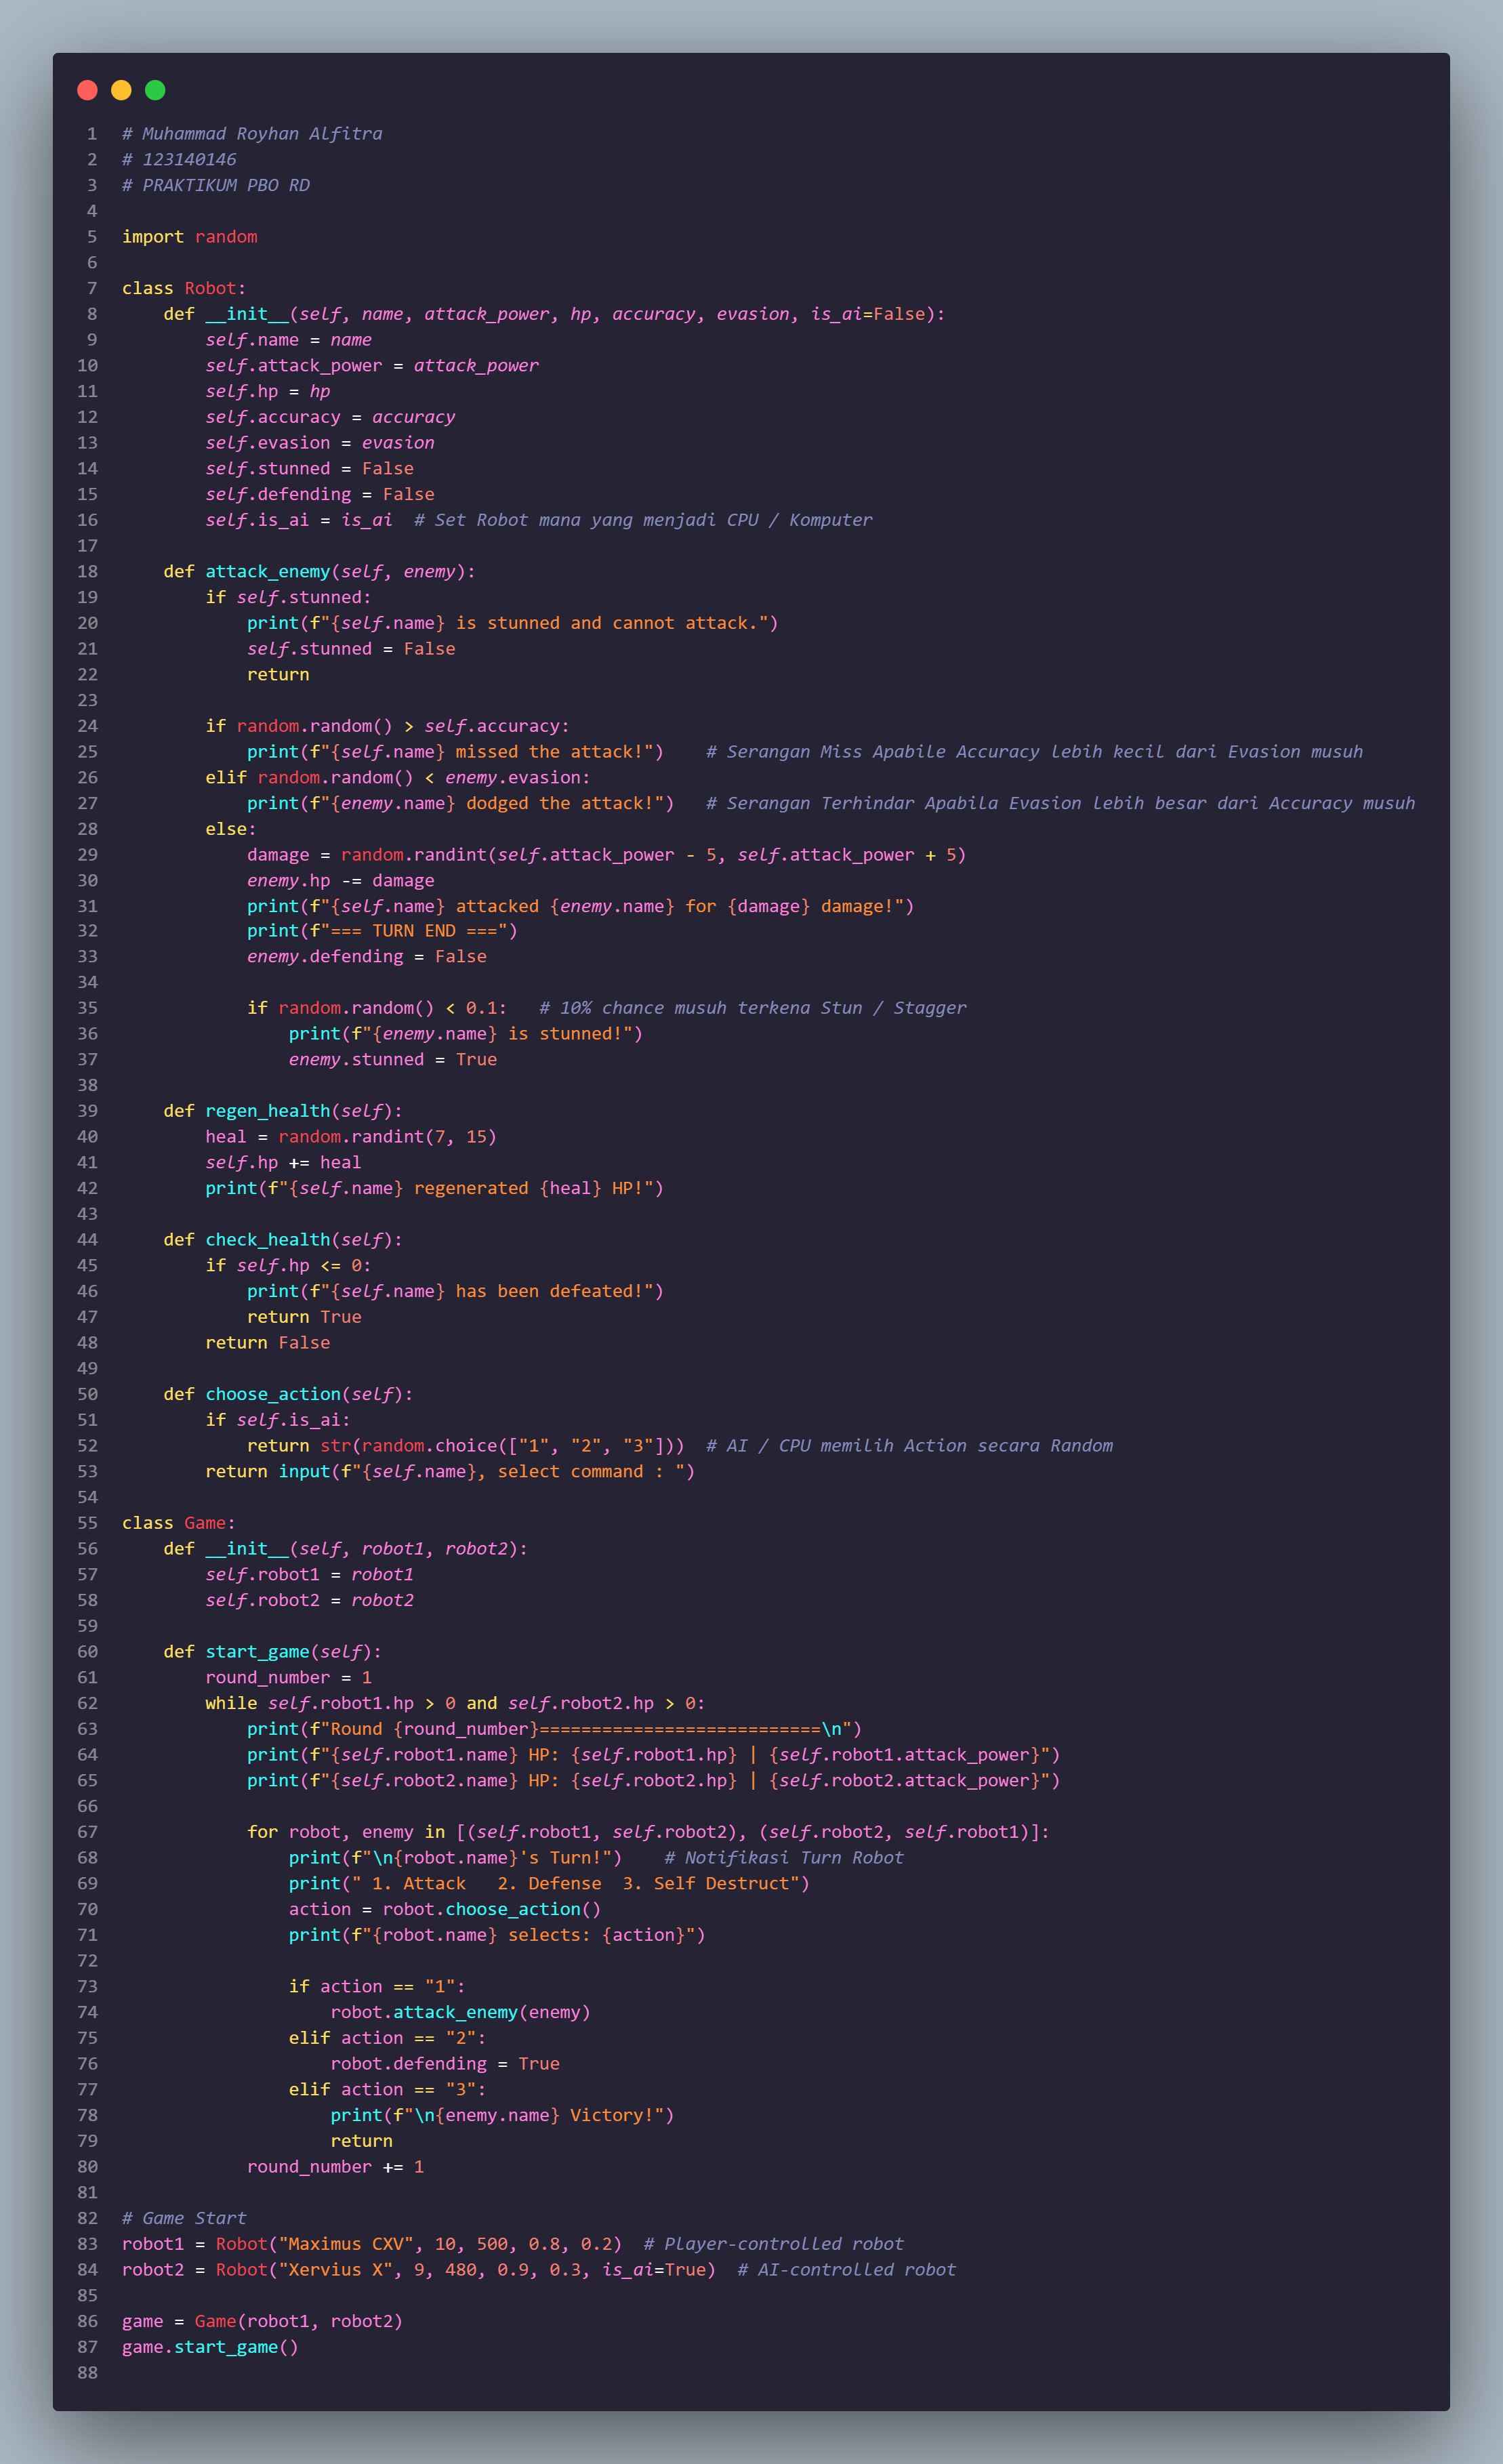 1 # Muhammad Royhan Alfitra
2 # 123140146
3 # PRAKTIKUM PBO RD
4
5 import random
6
7 class Robot:
8     def __init__(self, name, attack_power, hp, accuracy, evasion, is_ai=False):
9         self.name = name
10         self.attack_power = attack_power
11         self.hp = hp
12         self.accuracy = accuracy
13         self.evasion = evasion
14         self.stunned = False
15         self.defending = False
16         self.is_ai = is_ai  # Set Robot mana yang menjadi CPU / Komputer
17
18     def attack_enemy(self, enemy):
19         if self.stunned:
20             print(f"{self.name} is stunned and cannot attack.")
21             self.stunned = False
22             return
23
24         if random.random() > self.accuracy:
25             print(f"{self.name} missed the attack!")    # Serangan Miss Apabile Accuracy lebih kecil dari Evasion musuh
26         elif random.random() < enemy.evasion:
27             print(f"{enemy.name} dodged the attack!")   # Serangan Terhindar Apabila Evasion lebih besar dari Accuracy musuh
28         else:
29             damage = random.randint(self.attack_power - 5, self.attack_power + 5)
30             enemy.hp -= damage
31             print(f"{self.name} attacked {enemy.name} for {damage} damage!")
32             print(f"=== TURN END ===")
33             enemy.defending = False
34
35             if random.random() < 0.1:   # 10% chance musuh terkena Stun / Stagger
36                 print(f"{enemy.name} is stunned!")
37                 enemy.stunned = True
38
39     def regen_health(self):
40         heal = random.randint(7, 15)
41         self.hp += heal
42         print(f"{self.name} regenerated {heal} HP!")
43
44     def check_health(self):
45         if self.hp <= 0:
46             print(f"{self.name} has been defeated!")
47             return True
48         return False
49
50     def choose_action(self):
51         if self.is_ai:
52             return str(random.choice(["1", "2", "3"]))  # AI / CPU memilih Action secara Random
53         return input(f"{self.name}, select command : ")
54
55 class Game:
56     def __init__(self, robot1, robot2):
57         self.robot1 = robot1
58         self.robot2 = robot2
59
60     def start_game(self):
61         round_number = 1
62         while self.robot1.hp > 0 and self.robot2.hp > 0:
63             print(f"Round {round_number}===========================\n")
64             print(f"{self.robot1.name} HP: {self.robot1.hp} | {self.robot1.attack_power}")
65             print(f"{self.robot2.name} HP: {self.robot2.hp} | {self.robot2.attack_power}")
66
67             for robot, enemy in [(self.robot1, self.robot2), (self.robot2, self.robot1)]:
68                 print(f"\n{robot.name}'s Turn!")    # Notifikasi Turn Robot
69                 print(" 1. Attack   2. Defense  3. Self Destruct")
70                 action = robot.choose_action()
71                 print(f"{robot.name} selects: {action}")
72
73                 if action == "1":
74                     robot.attack_enemy(enemy)
75                 elif action == "2":
76                     robot.defending = True
77                 elif action == "3":
78                     print(f"\n{enemy.name} Victory!")
79                     return
80             round_number += 1
81
82 # Game Start
83 robot1 = Robot("Maximus CXV", 10, 500, 0.8, 0.2)  # Player-controlled robot
84 robot2 = Robot("Xervius X", 9, 480, 0.9, 0.3, is_ai=True)  # AI-controlled robot
85
86 game = Game(robot1, robot2)
87 game.start_game()
88